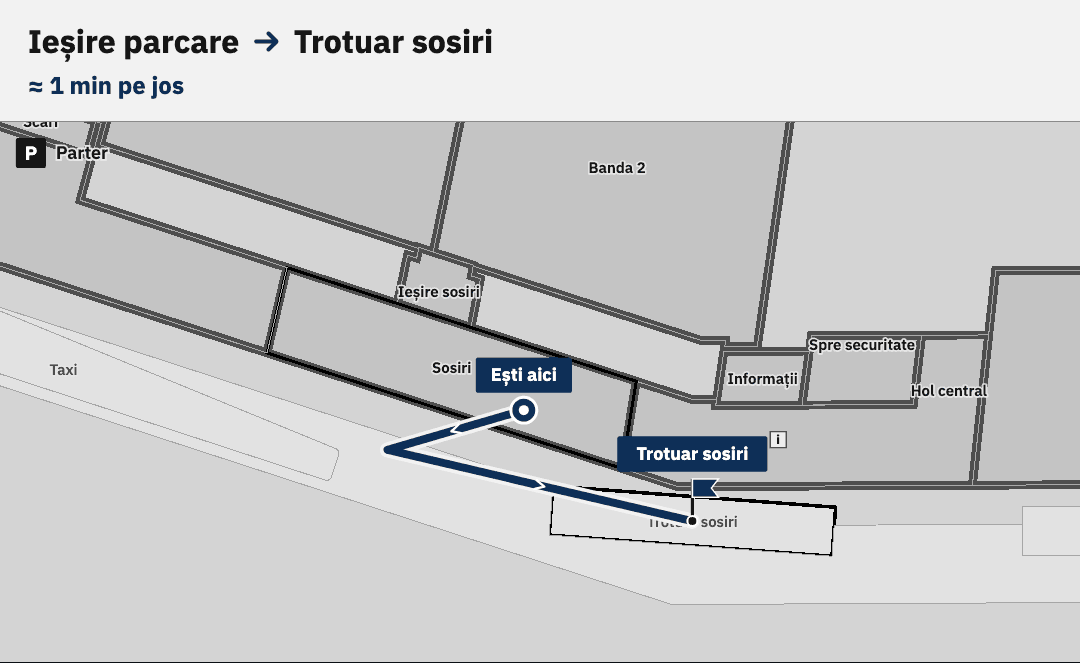 Ieșire parcare → Trotuar sosiri
≈ 1 min pe jos
Scări
P Parter
Banda 2
Ieșire sosiri
Spre securitate
Taxi
Sosiri
Ești aici
Informații
Hol central
i
Trotuar sosiri
sosiri